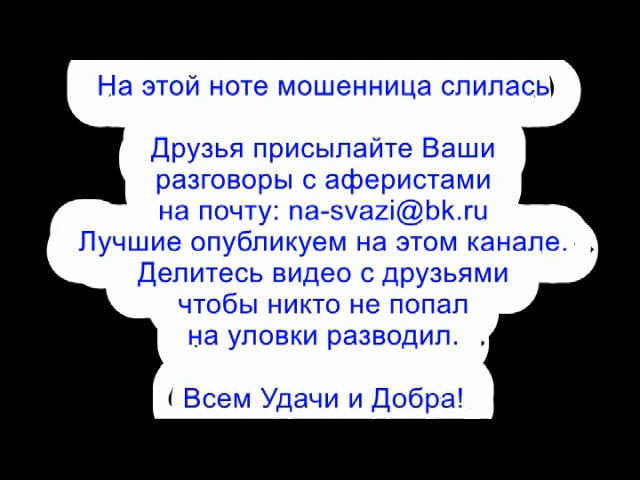 На этой ноте мошенница слилась
Друзья присылайте Ваши
разговоры с аферистами
на почту: na-svazi@bk.ru
Лучшие опубликуем на этом канале.
Делитесь видео с друзьями
чтобы никто не попал
на уловки разводил.
Всем Удачи и Добра!